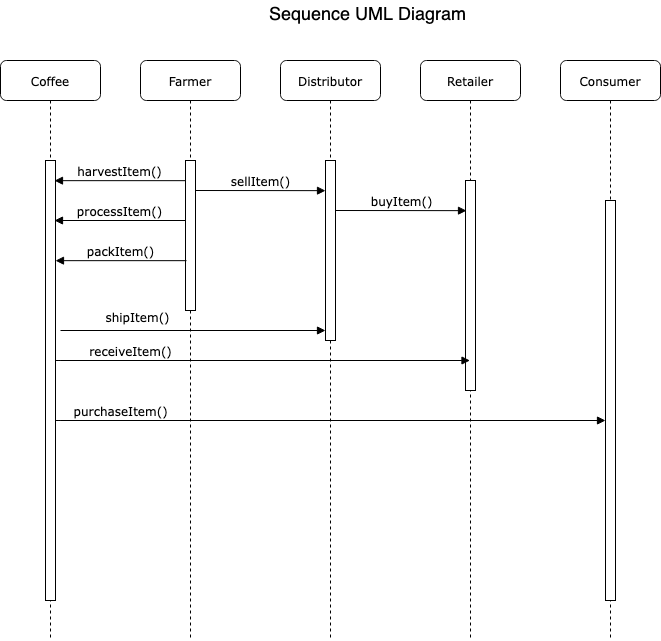 Sequence UML Diagram
Coffee
Farmer
Distributor
Retailer
Consumer
harvestItem()
sellItem()
buyItem()
processItem()
packItem()
shipItem()
receiveItem()
purchaseItem()